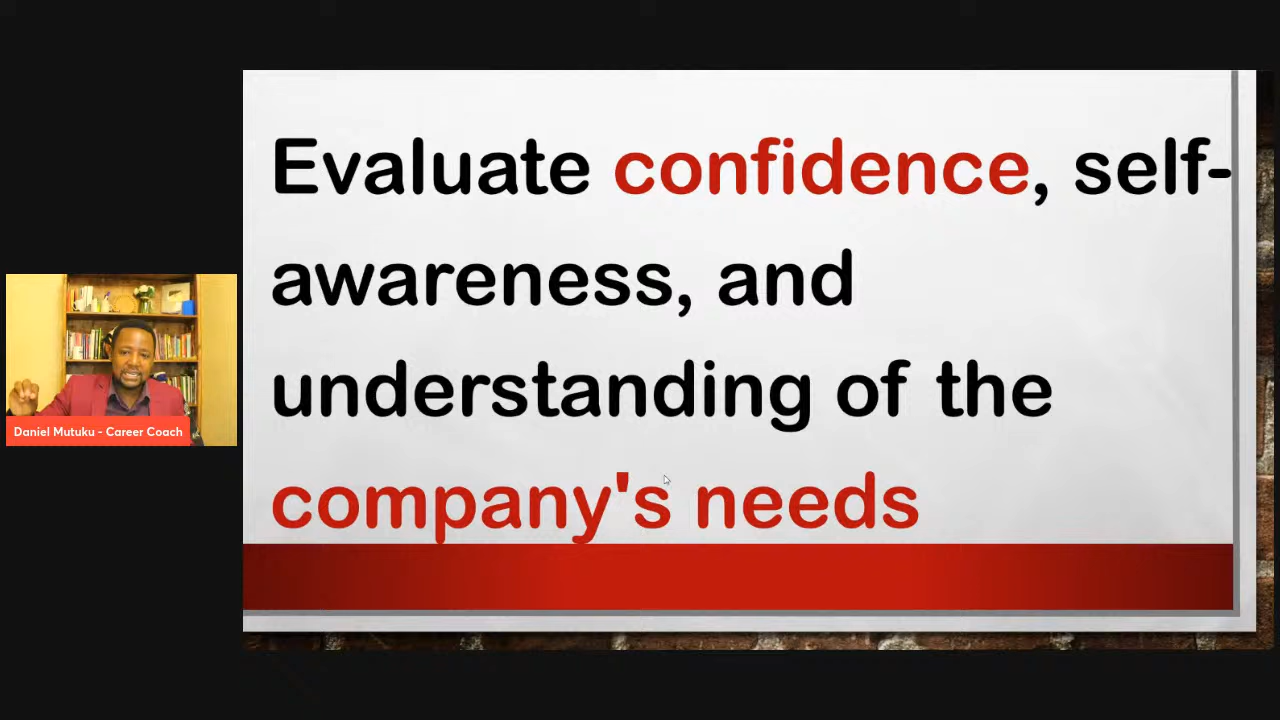 Evaluate confidence, self-
awareness, and
understanding of the
company's needs
Daniel Mutuku - Career Coach